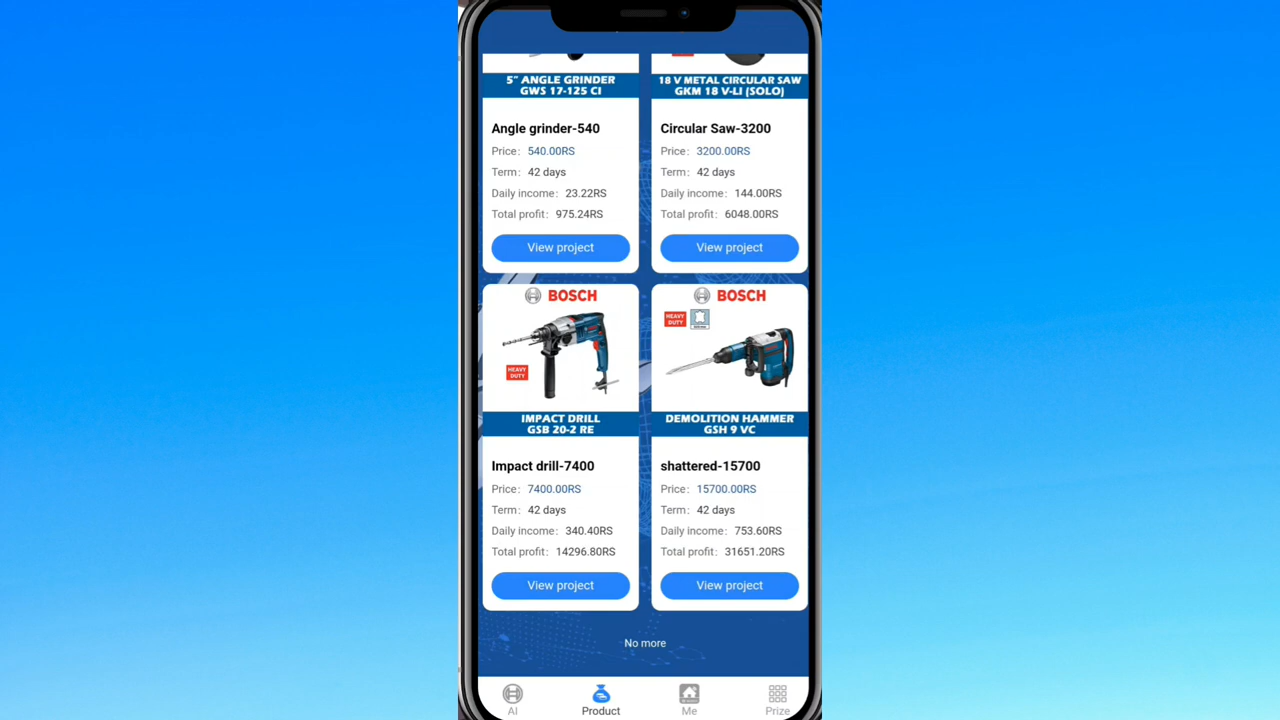 5" ANGLE GRINDER
GWS 17-125 CI
Angle grinder-540
Price: 540.00RS
Term: 42 days
Daily income: 23.22RS
Total profit: 975.24RS
View project
18 V METAL CIRCULAR SAW
GKM 18 V-LI (SOLO)
Circular Saw-3200
Price: 3200.00RS
Term: 42 days
Daily income: 144.00RS
Total profit: 6048.00RS
View project
BOSCH
HEAVY
DUTY
IMPACT DRILL
GSB 20-2 RE
Impact drill-7400
Price: 7400.00RS
Term: 42 days
Daily income: 340.40RS
Total profit: 14296.80RS
View project
BOSCH
HEAVY
DUTY
DEMOLITION HAMMER
GSH 9 VC
shattered-15700
Price: 15700.00RS
Term: 42 days
Daily income: 753.60RS
Total profit: 31651.20RS
View project
No more
AI
Product
Me
Prize